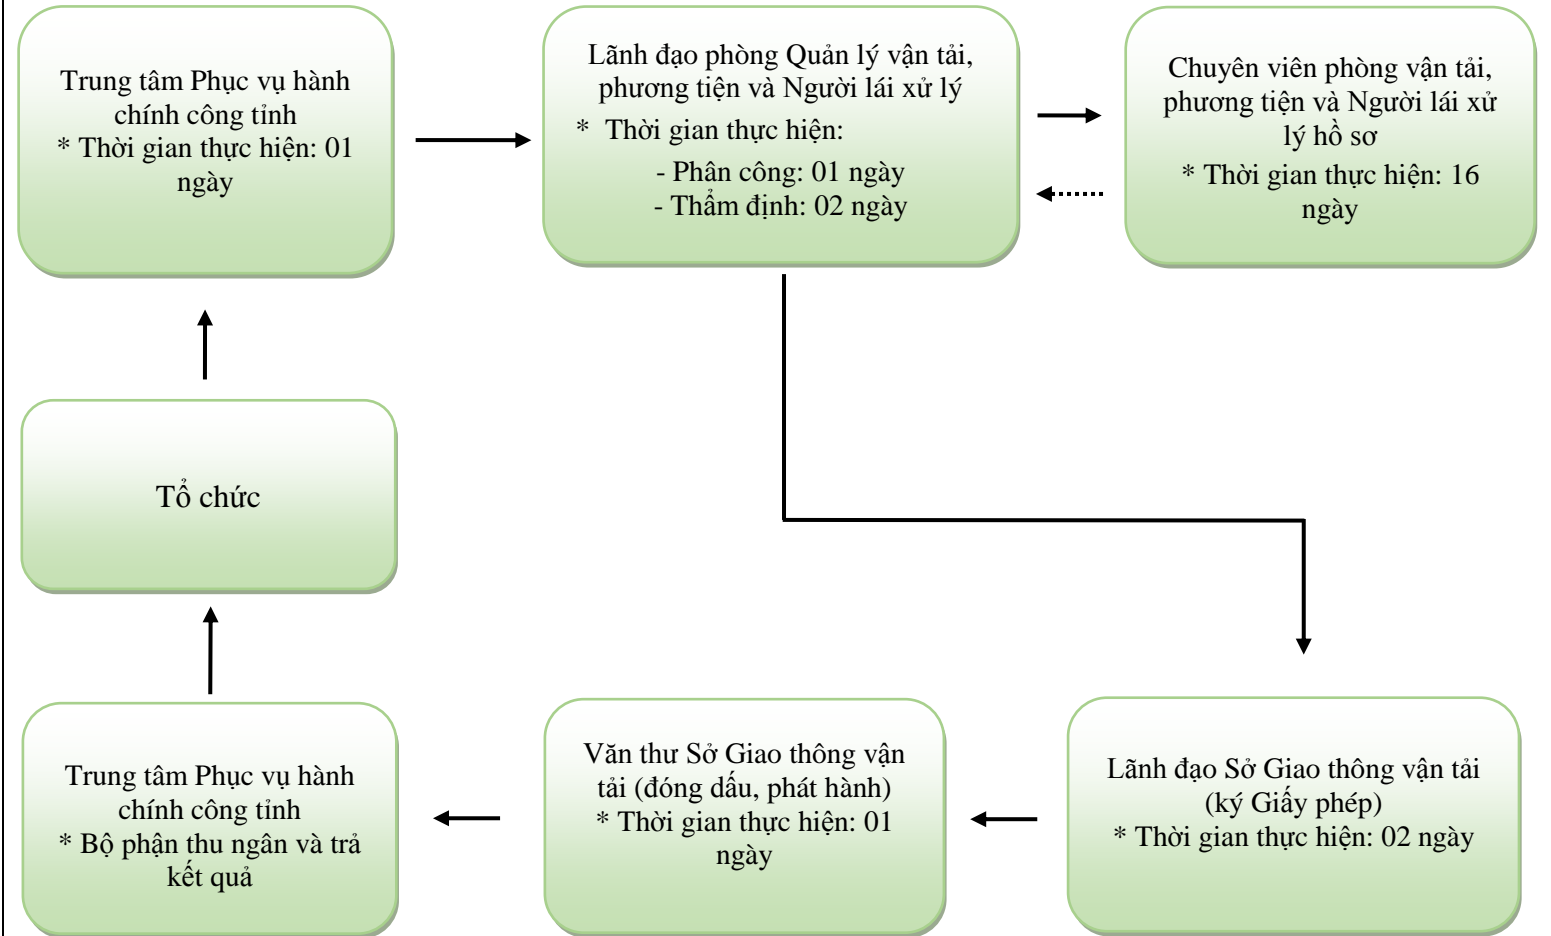 Trung tâm Phục vụ hành
chính công tỉnh
* Thời gian thực hiện: 01
ngày
Lãnh đạo phòng Quản lý vận tải,
phương tiện và Người lái xử lý
* Thời gian thực hiện:
- Phân công: 01 ngày
- Thẩm định: 02 ngày
Chuyên viên phòng vận tải,
phương tiện và Người lái xử
lý hồ sơ
* Thời gian thực hiện: 16
ngày
Tổ chức
Trung tâm Phục vụ hành
chính công tỉnh
* Bộ phận thu ngân và trả
kết quả
Văn thư Sở Giao thông vận
tải (đóng dấu, phát hành)
* Thời gian thực hiện: 01
ngày
Lãnh đạo Sở Giao thông vận tải
(ký Giấy phép)
* Thời gian thực hiện: 02 ngày